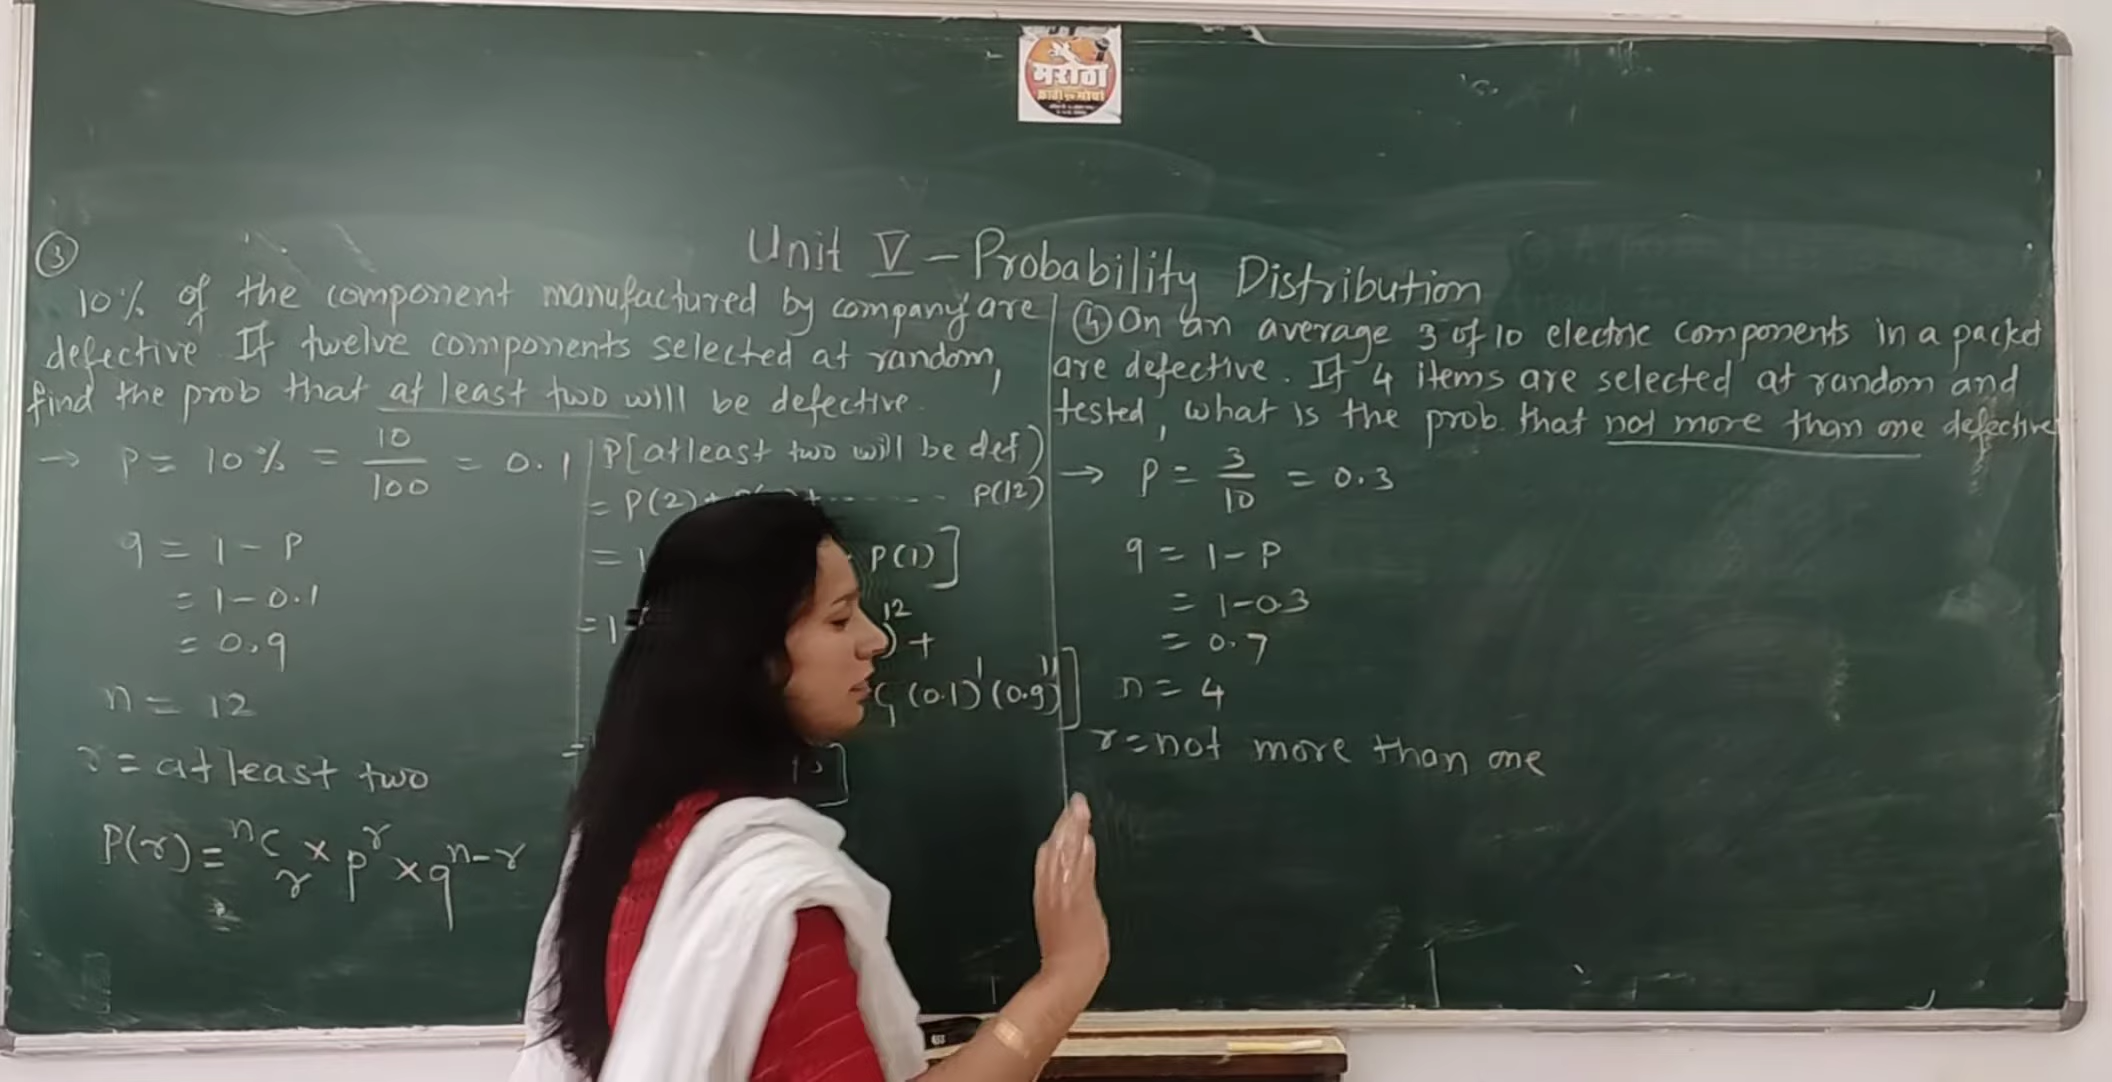 मराठा
Unit V - Probability Distribution
③
10% of the component manufactured by company are
defective If twelve components selected at random,
find the prob that at least two will be defective.
→ P = 10% = 10/100 = 0.1
q = 1 - P
= 1 - 0.1
= 0.9
n = 12
r = at least two
P(r) = nCr × p^r × q^n-r
P[atleast two will be def)
= P(2)+ + ------- P(12)
= 1 P(1)]
= 1 - )^12 +
(0.1)^1 (0.9)^11]
④ On an average 3 of 10 electric components in a packet
are defective. If 4 items are selected at random and
tested, what is the prob. that not more than one defective
→ P = 3/10 = 0.3
q = 1 - P
= 1 - 0.3
= 0.7
n = 4
r = not more than one